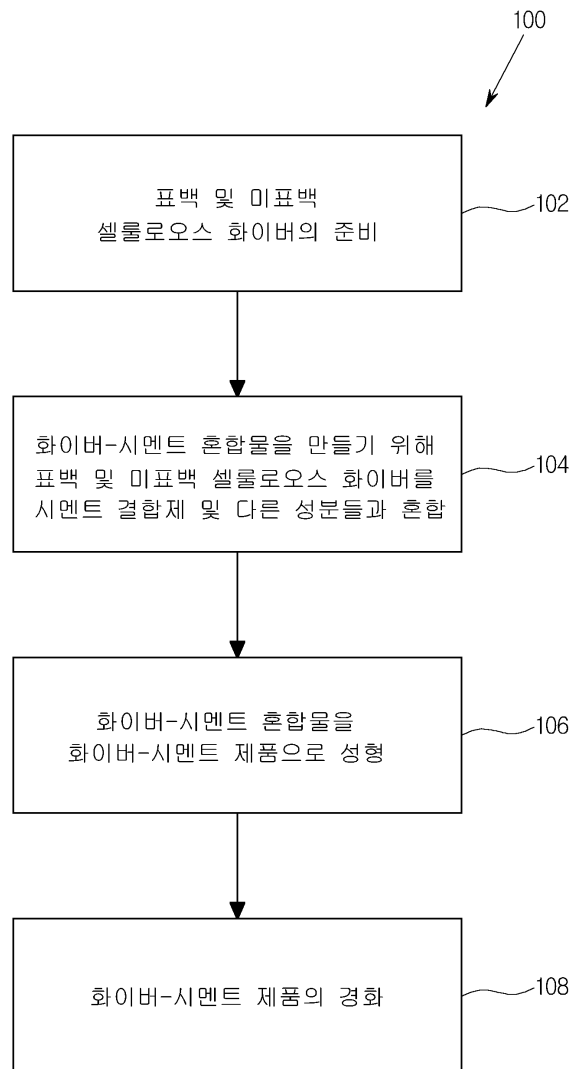 100
표백 및 미표백
셀룰로오스 화이버의 준비
102
화이버-시멘트 혼합물을 만들기 위해
표백 및 미표백 셀룰로오스 화이버를
시멘트 결합제 및 다른 성분들과 혼합
104
화이버-시멘트 혼합물을
화이버-시멘트 제품으로 성형
106
화이버-시멘트 제품의 경화
108